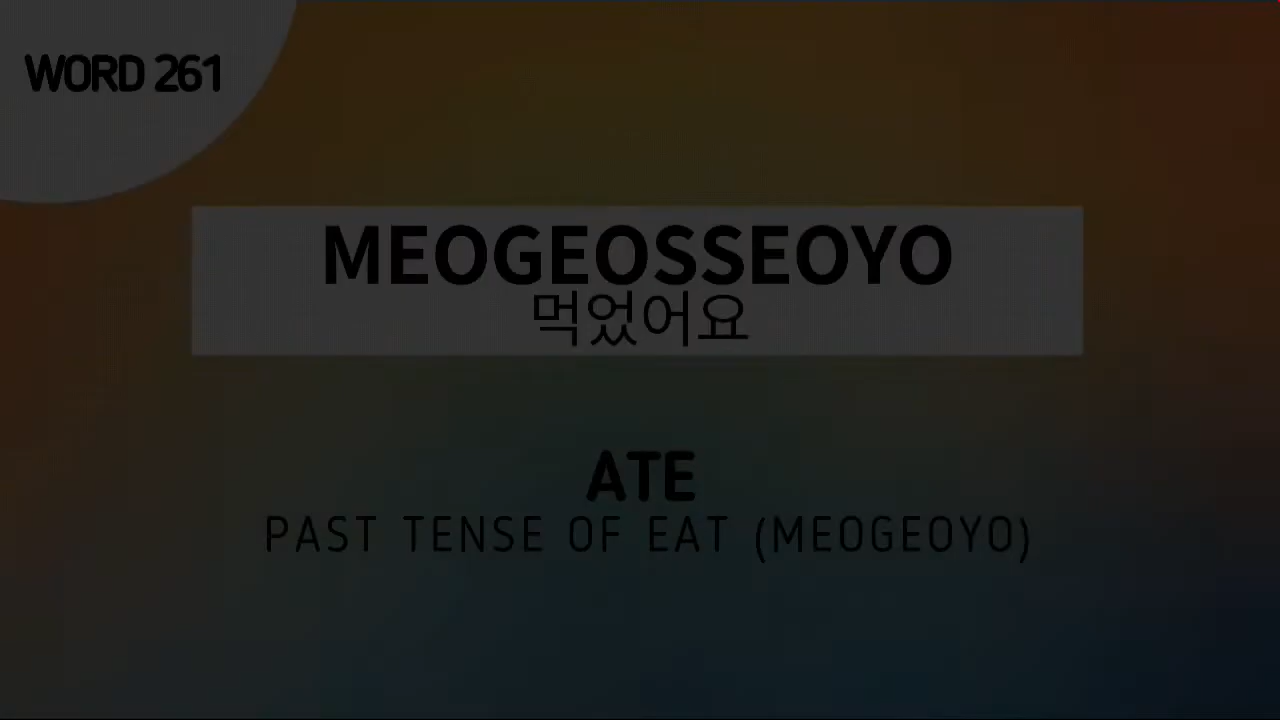 WORD 261
MEOGEOSSEOYO
먹었어요
ATE
PAST TENSE OF EAT (MEOGEOYO)